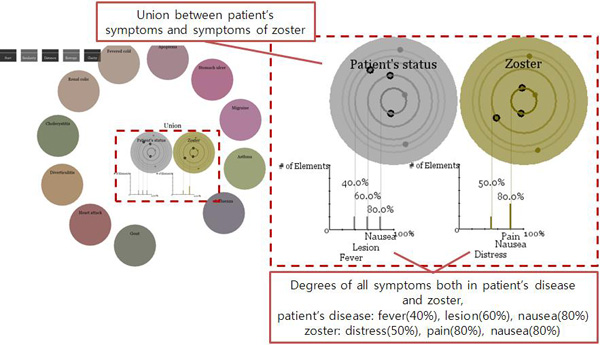 Union between patient's
symptoms and symptoms of zoster
Fevered cold
Stomach ulcer
Renal colic
Migraine
Cholecystitis
Asthma
Diverticulitis
Heart attack
Gout
Union
Patient's status
Zoster
Patient's status
Zoster
# of Elements
# of Elements
40.0%
60.0%
80.0%
50.0%
80.0%
0
0
Nausea
100%
Lesion
Fever
Pain
100%
Nausea
Distress
Degrees of all symptoms both in patient's disease
and zoster,
patient's disease: fever(40%), lesion(60%), nausea(80%)
zoster: distress(50%), pain(80%), nausea(80%)